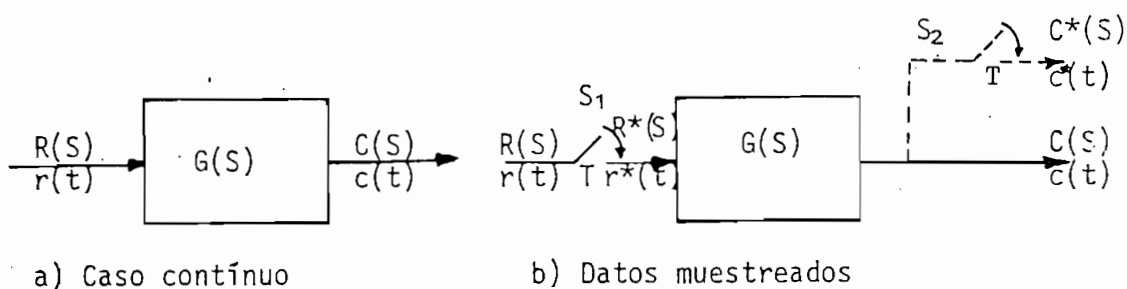 R(S)
r(t)
G(S)
C(S)
c(t)
a) Caso contínuo
R(S)
r(t)
S1
T
R*(S)
r*(t)
G(S)
S2
T
C*(S)
c*(t)
C(S)
c(t)
b) Datos muestreados